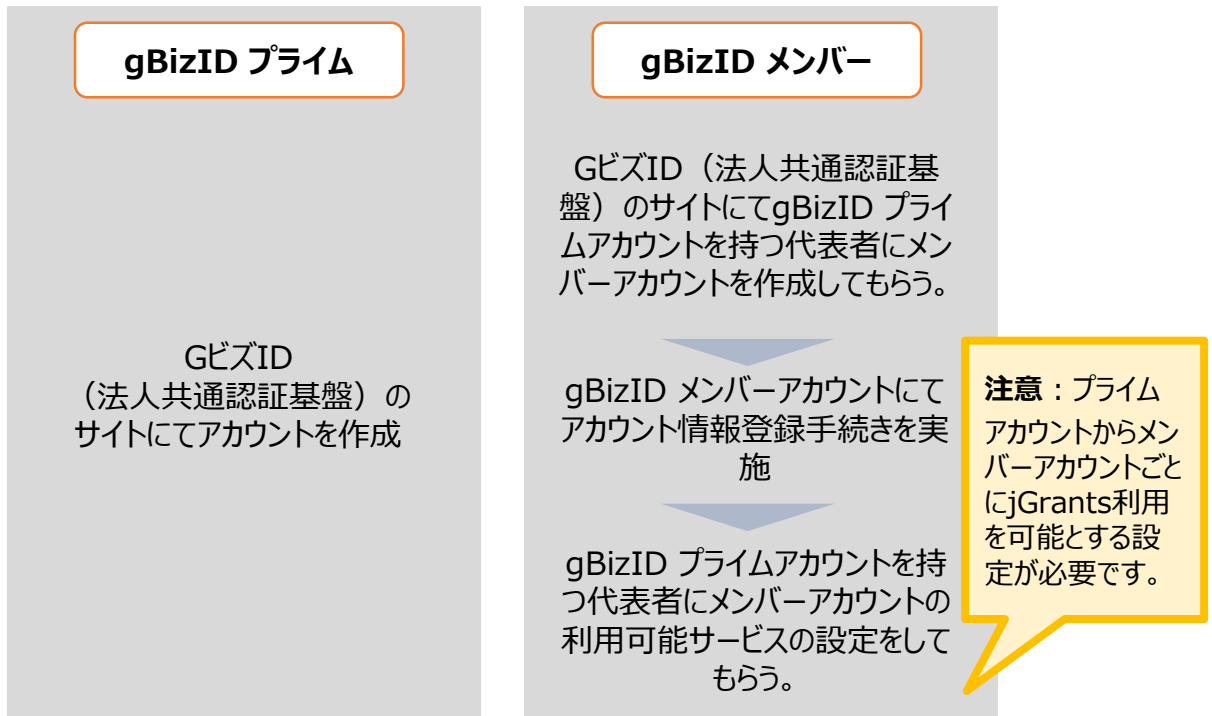 gBizID プライム
GビズID
（法人共通認証基盤）の
サイトにてアカウントを作成
gBizID メンバー
GビズID（法人共通認証基
盤）のサイトにてgBizID プライ
ムアカウントを持つ代表者にメン
バーアカウントを作成してもらう。
gBizID メンバーアカウントにて
アカウント情報登録手続きを実
施
gBizID プライムアカウントを持
つ代表者にメンバーアカウントの
利用可能サービスの設定をして
もらう。
注意：プライム
アカウントからメン
バーアカウントごと
にjGrants利用
を可能とする設
定が必要です。